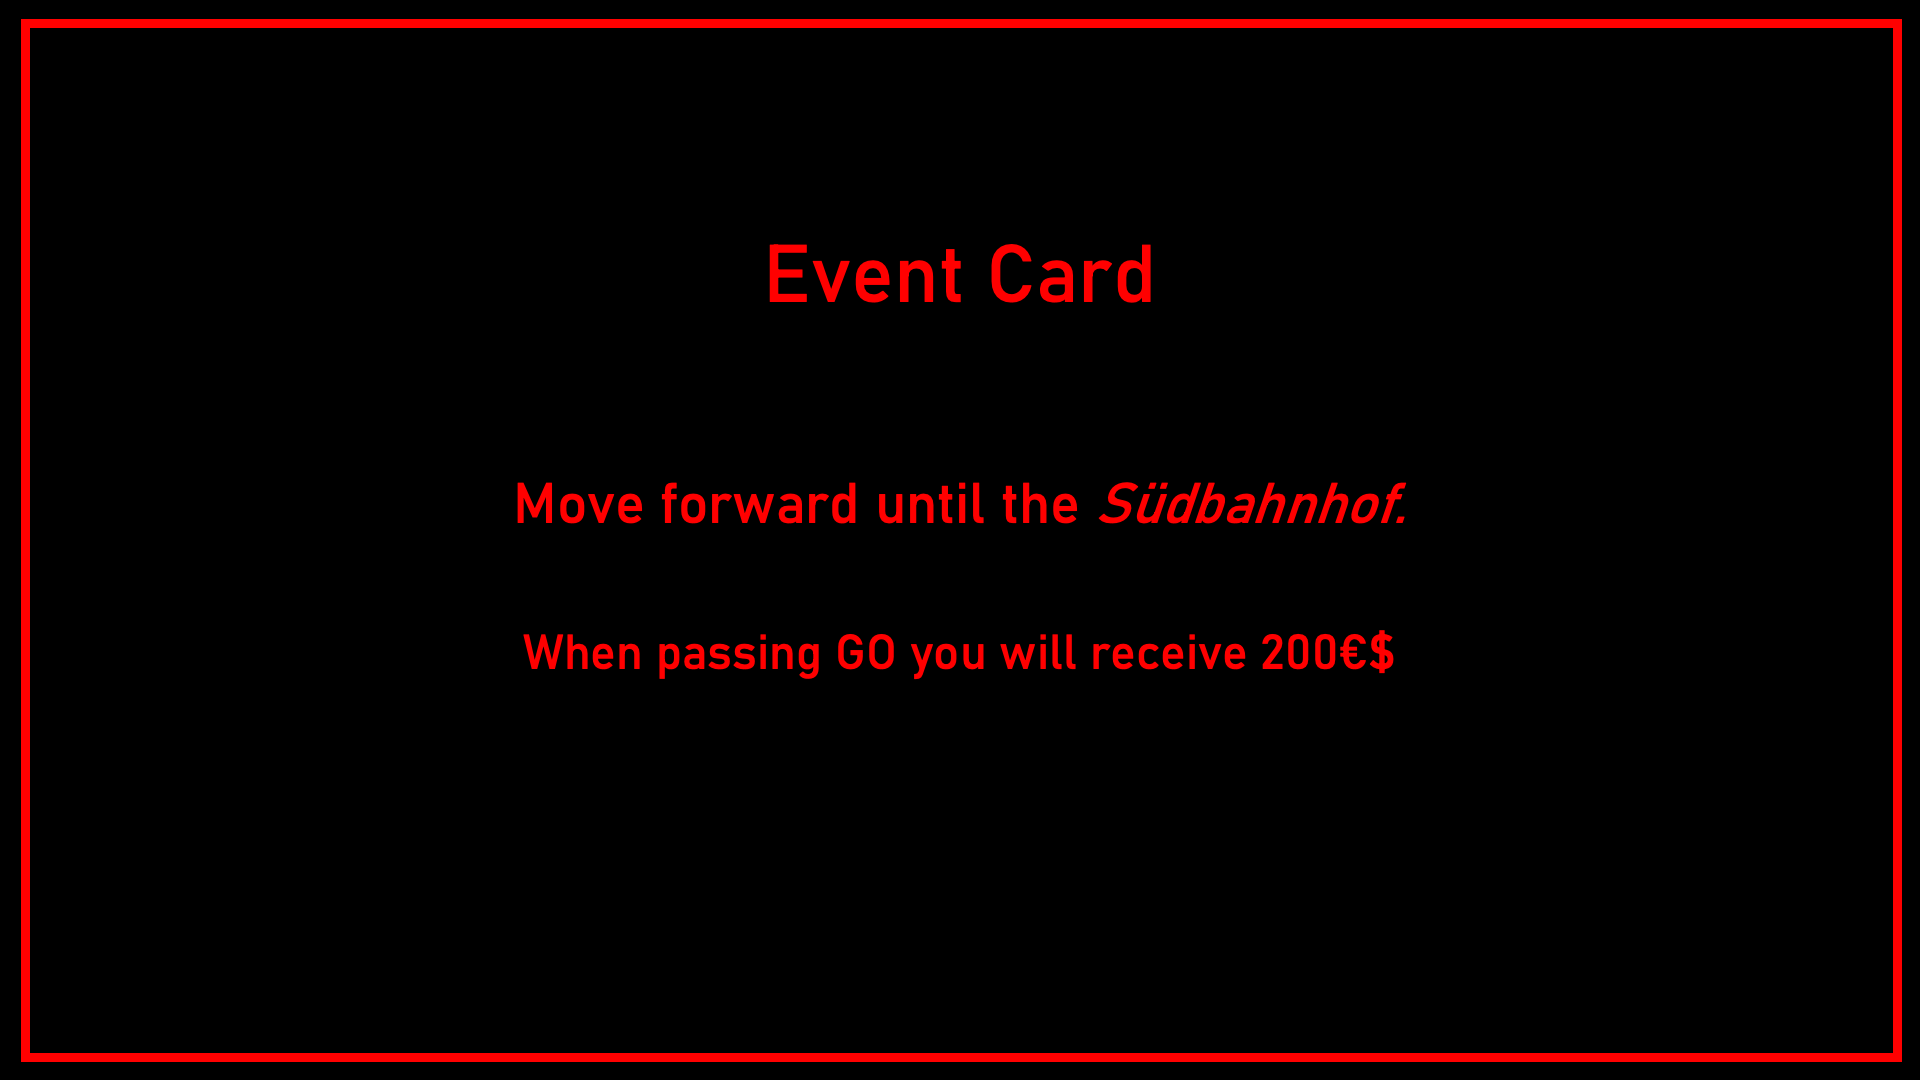 Event Card
Move forward until the Südbahnhof.
When passing GO you will receive 200€$